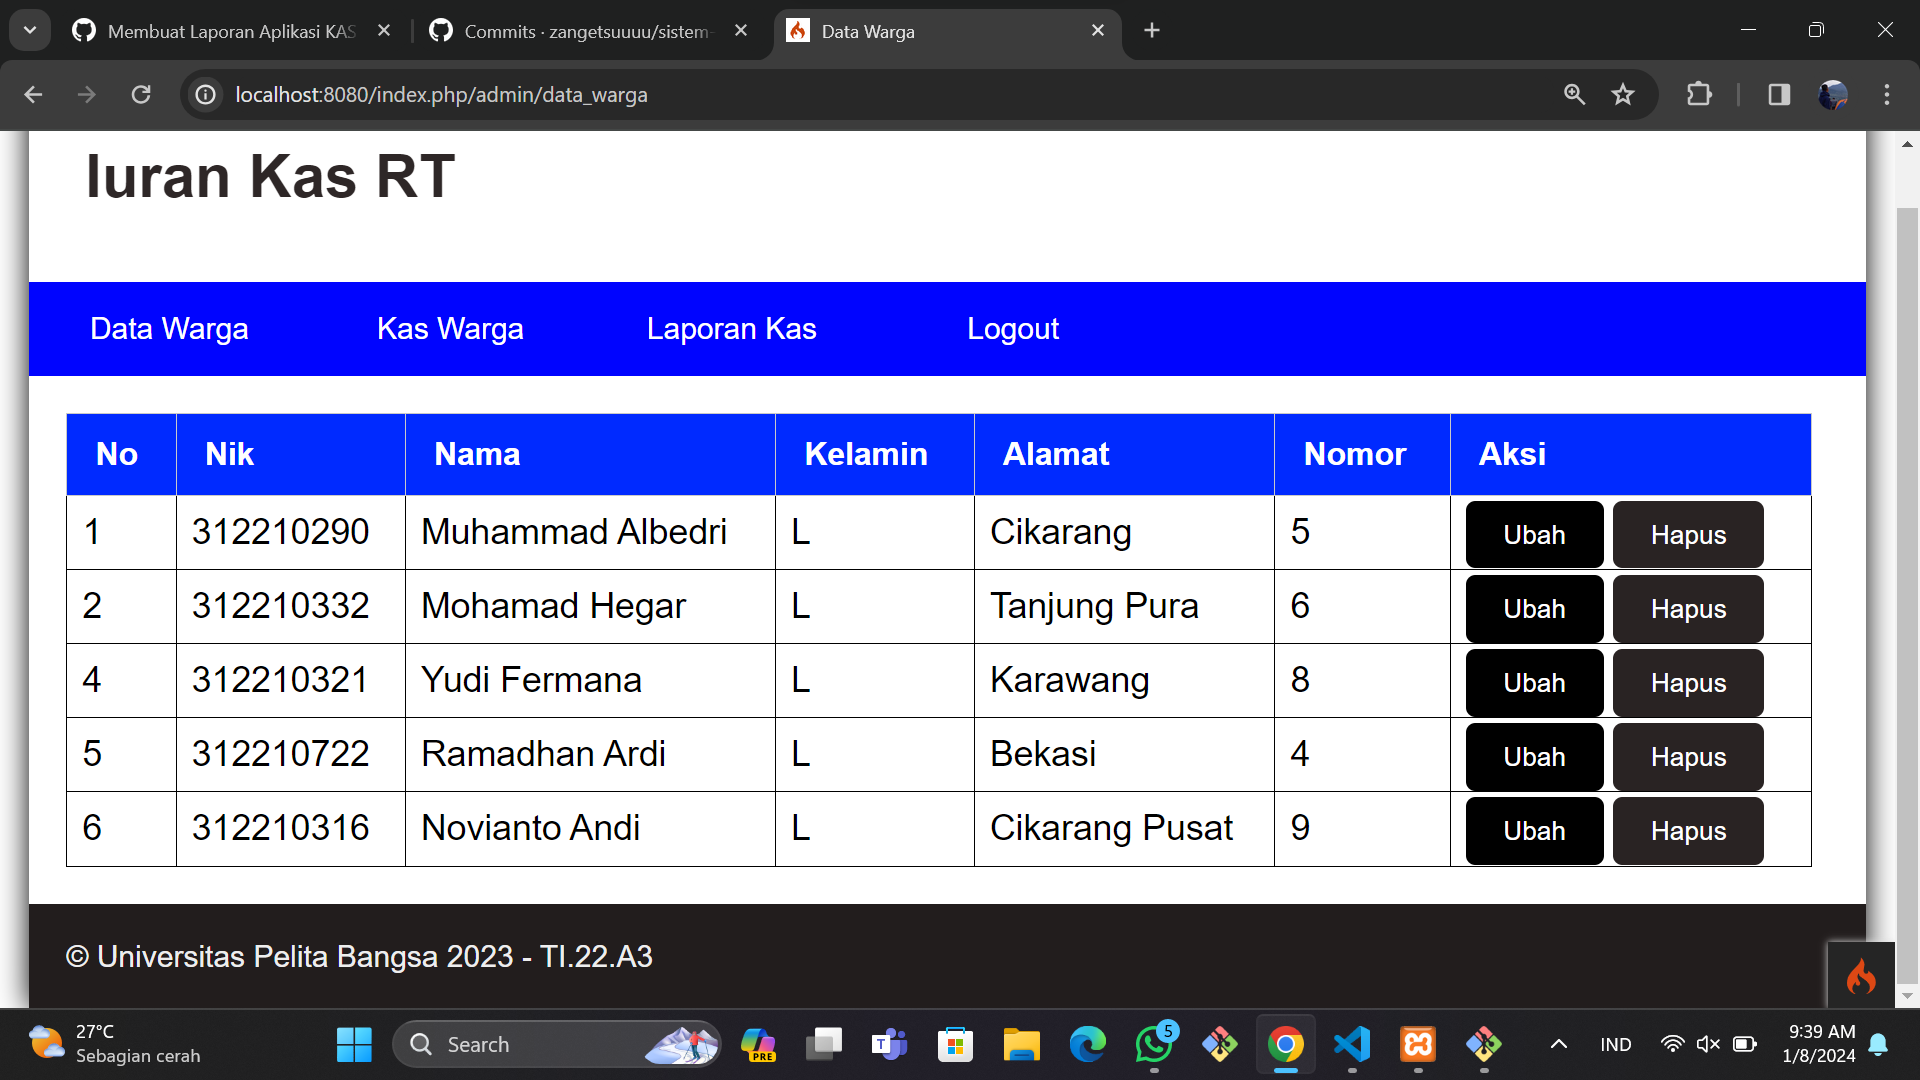 Membuat Laporan Aplikasi KAS
Commits · zangetsuuuu/sistem-
Data Warga
localhost:8080/index.php/admin/data_warga
Iuran Kas RT
Data Warga Kas Warga Laporan Kas Logout
No Nik Nama Kelamin Alamat Nomor Aksi
1 312210290 Muhammad Albedri L Cikarang 5 Ubah Hapus
2 312210332 Mohamad Hegar L Tanjung Pura 6 Ubah Hapus
4 312210321 Yudi Fermana L Karawang 8 Ubah Hapus
5 312210722 Ramadhan Ardi L Bekasi 4 Ubah Hapus
6 312210316 Novianto Andi L Cikarang Pusat 9 Ubah Hapus
© Universitas Pelita Bangsa 2023 - TI.22.A3
27°C
Sebagian cerah
Search
PRE
5
IND
9:39 AM
1/8/2024